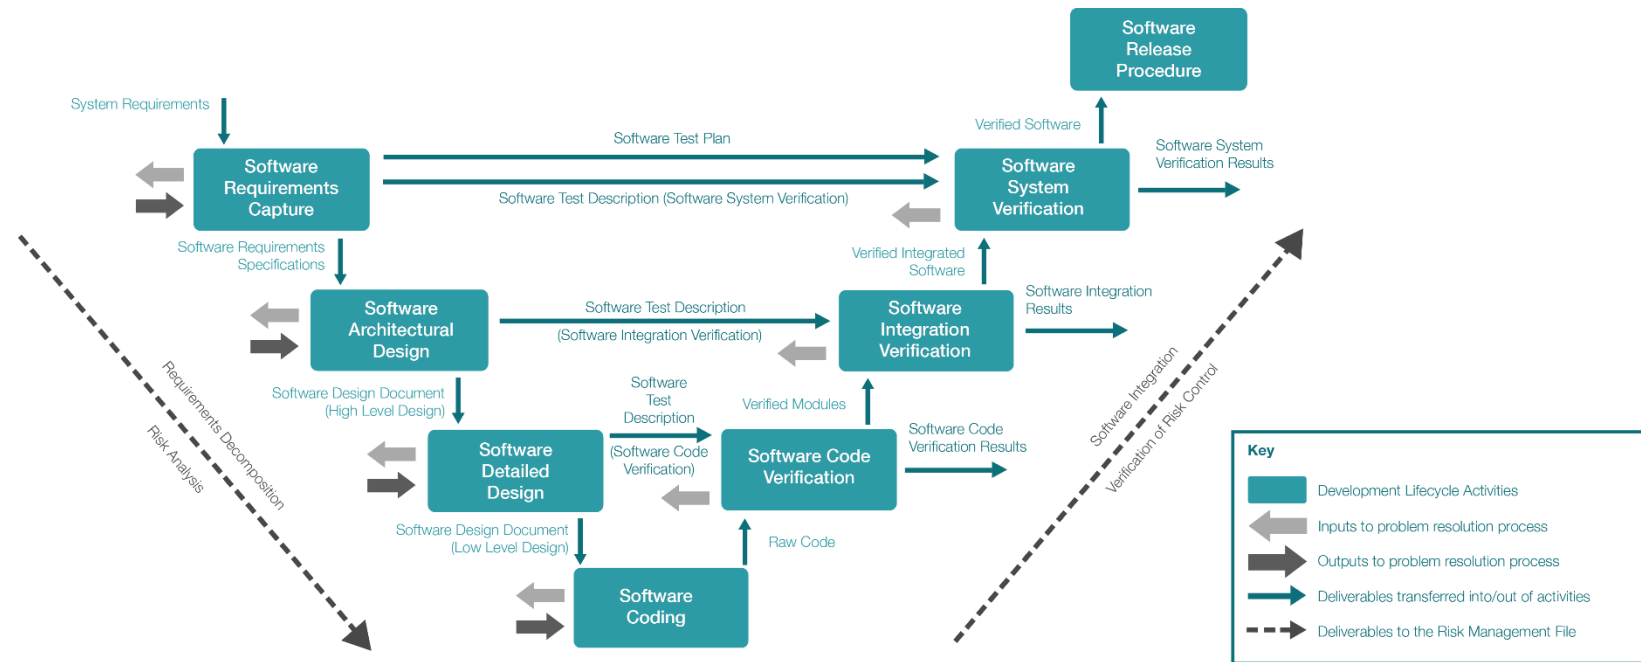 Software
Release
Procedure
System Requirements
Verified Software
Software Test Plan
Software System
Verification Results
Software
Requirements
Capture
Software
System
Verification
Software Test Description (Software System Verification)
Software Requirements
Specifications
Verified Integrated
Software
Software
Architectural
Design
Software Test Description
(Software Integration Verification)
Software
Integration
Verification
Software Integration
Results
Requirements Decomposition
Risk Analysis
Software Integration
Verification of Risk Control
Software Design Document
(High Level Design)
Software
Test
Description
(Software Code
Verification)
Verified Modules
Software Code
Verification Results
Software
Detailed
Design
Software Code
Verification
Software Design Document
(Low Level Design)
Raw Code
Software
Coding
Key
Development Lifecycle Activities
Inputs to problem resolution process
Outputs to problem resolution process
Deliverables transferred into/out of activities
Deliverables to the Risk Management File